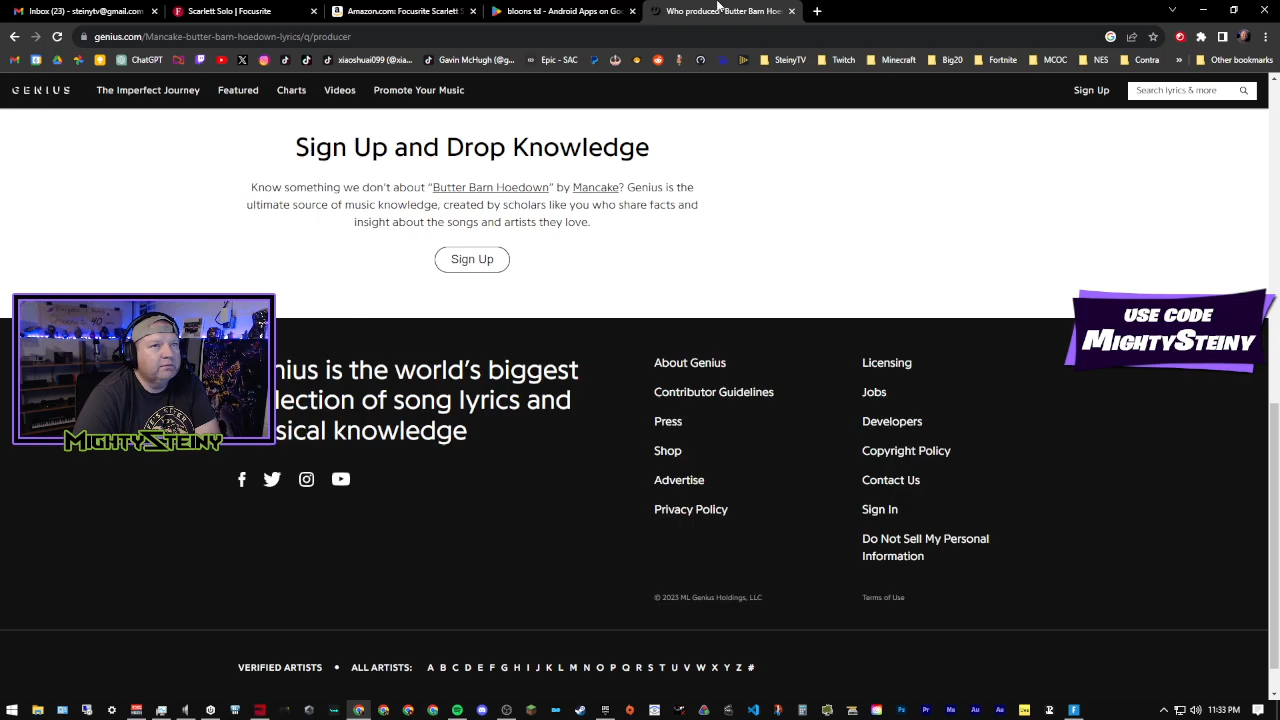 Inbox (23) - steinytv@gmail.com
Scarlett Solo | Focusrite
Amazon.com: Focusrite Scarlett S
bloons td - Android Apps on Goo
Who produced "Butter Barn Hoe
genius.com/Mancake-butter-barn-hoedown-lyrics/q/producer
ChatGPT
xiaoshuai099 (@xia...
Gavin McHugh (@gav...
Epic - SAC
SteinyTV
Twitch
Minecraft
Big20
Fortnite
MCOC
NES
Contra
»
Other bookmarks
GENIUS
The Imperfect Journey
Featured
Charts
Videos
Promote Your Music
Sign Up
Search lyrics & more
Sign Up and Drop Knowledge
Know something we don't about "Butter Barn Hoedown" by Mancake? Genius is the
ultimate source of music knowledge, created by scholars like you who share facts and
insight about the songs and artists they love.
Sign Up
USE CODE
MIGHTYSTEINY
nius is the world's biggest
lection of song lyrics and
sical knowledge
MIGHTYSTEINY
About Genius
Contributor Guidelines
Press
Shop
Advertise
Privacy Policy
Licensing
Jobs
Developers
Copyright Policy
Contact Us
Sign In
Do Not Sell My Personal
Information
© 2023 ML Genius Holdings, LLC
Terms of Use
VERIFIED ARTISTS • ALL ARTISTS: A B C D E F G H I J K L M N O P Q R S T U V W X Y Z #
11:33 PM